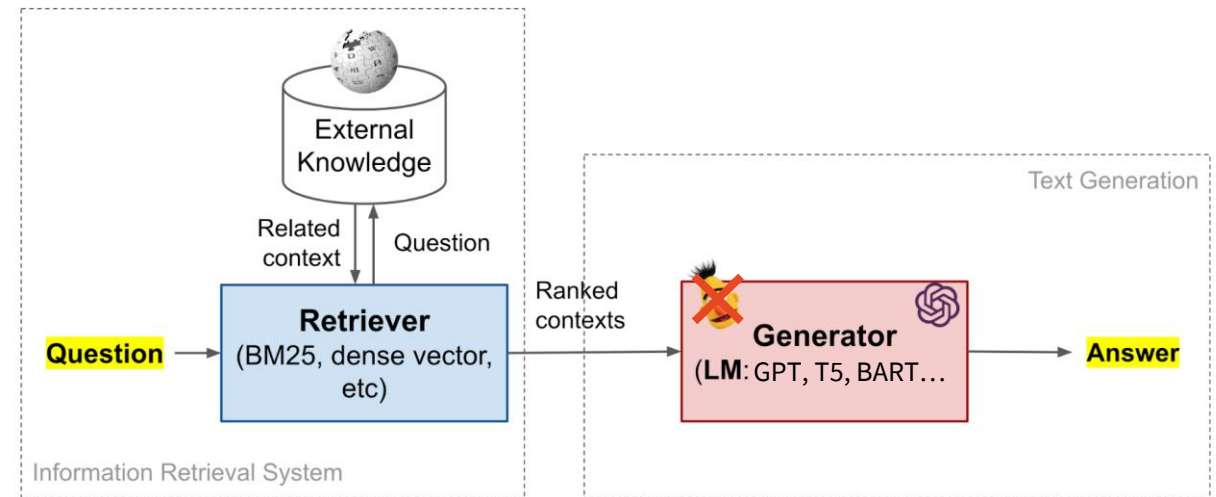 External
Knowledge
Text Generation
Related
context
Question
Ranked
contexts
Retriever
(BM25, dense vector,
etc)
Question
Generator
(LM: GPT, T5, BART…
Answer
Information Retrieval System